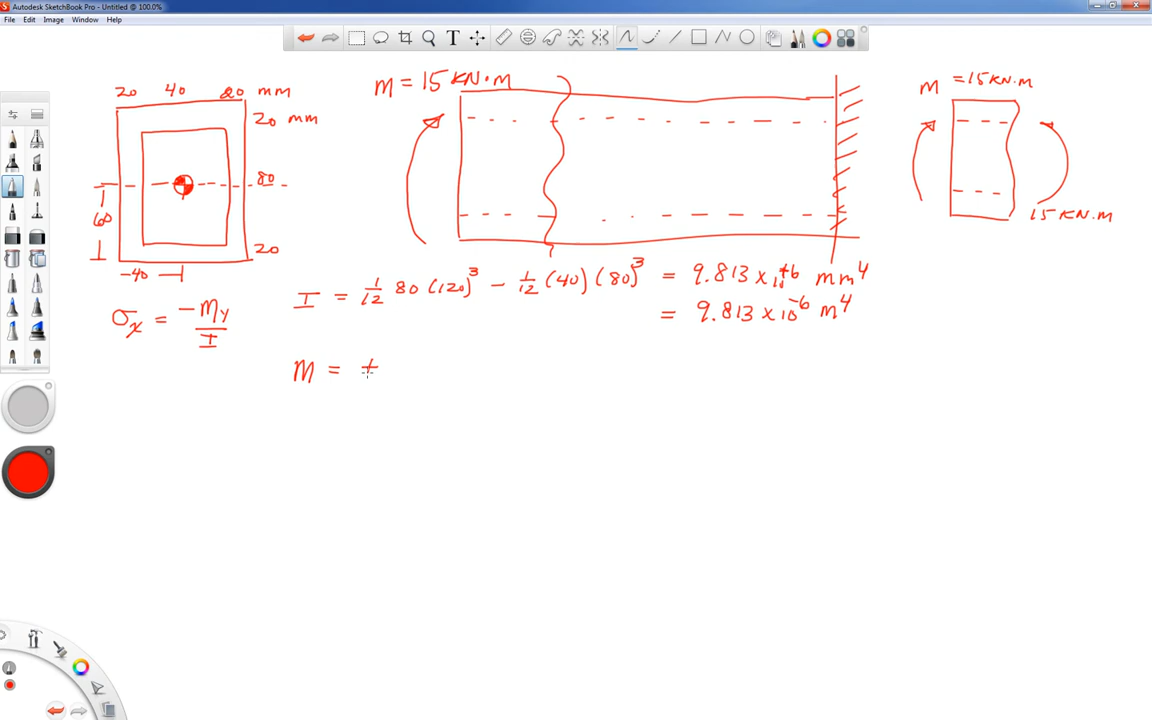 Autodesk SketchBook Pro - Untitled @ 100.0%
File Edit Image Window Help
T
20 40 20 mm
20 mm
80
60
20
-40
M = 15 KN·m
M = 15 KN·m
15 KN·m
I = 1/12 80 (120)^3 - 1/12 (40) (80)^3 = 9.813 x 10^+6 mm^4
= 9.813 x 10^-6 m^4
σx = -My/I
M = +